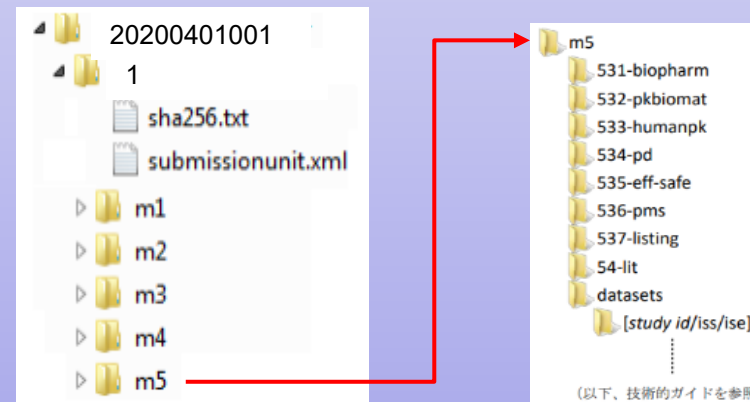 20200401001
1
sha256.txt
submissionunit.xml
m1
m2
m3
m4
m5
m5
531-biopharm
532-pkbiomat
533-humanpk
534-pd
535-eff-safe
536-pms
537-listing
54-lit
datasets
[study id/iss/ise]
(以下、技術的ガイドを参照